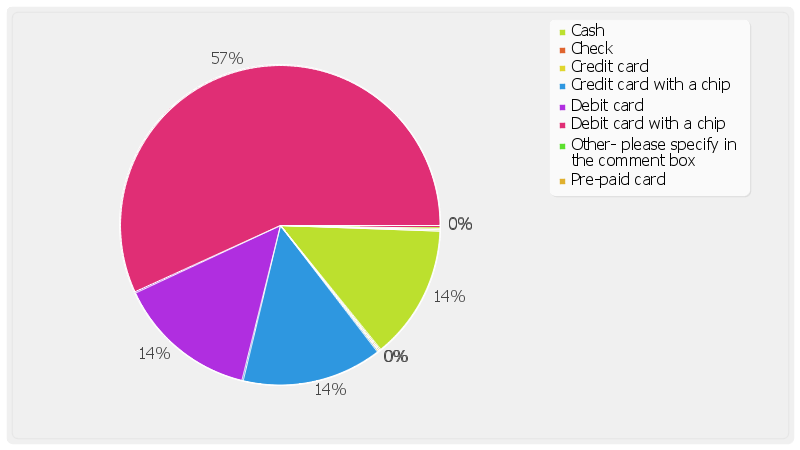 57%
0%
14%
0%
14%
14%
Cash
Check
Credit card
Credit card with a chip
Debit card
Debit card with a chip
Other- please specify in
the comment box
Pre-paid card